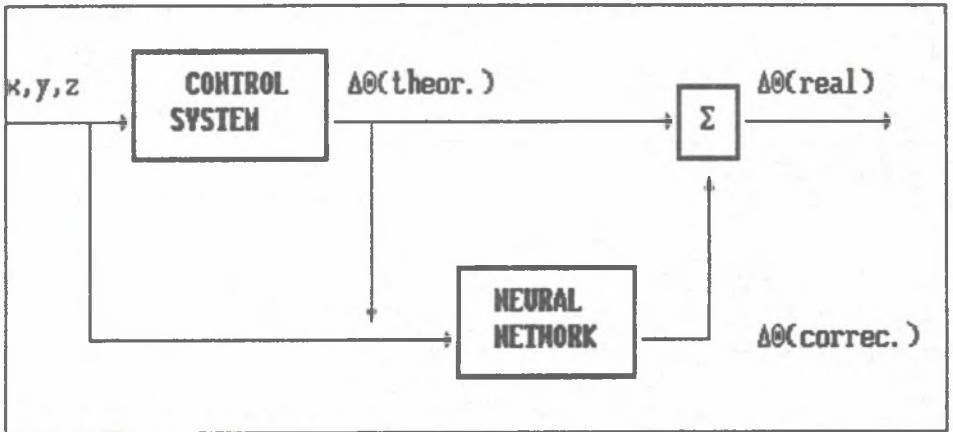 x,y,z
CONTROL
SYSTEM
ΔΘ(theor.)
Σ
ΔΘ(real)
NEURAL
NETWORK
ΔΘ(correc.)